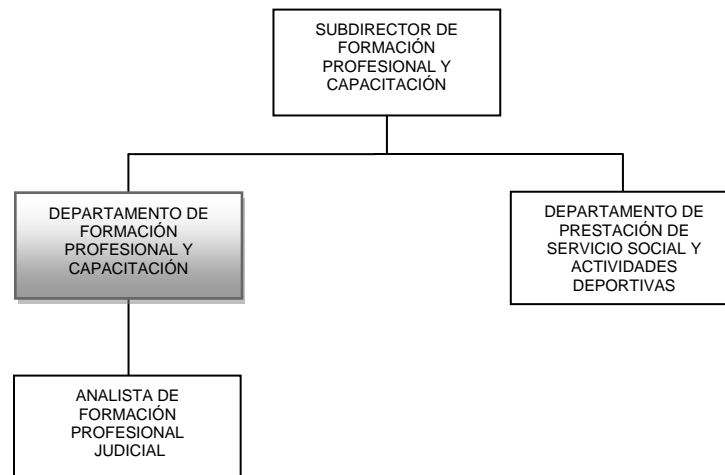 SUBDIRECTOR DE
FORMACIÓN
PROFESIONAL Y
CAPACITACIÓN
DEPARTAMENTO DE
FORMACIÓN
PROFESIONAL Y
CAPACITACIÓN
DEPARTAMENTO DE
PRESTACIÓN DE
SERVICIO SOCIAL Y
ACTIVIDADES
DEPORTIVAS
ANALISTA DE
FORMACIÓN
PROFESIONAL
JUDICIAL